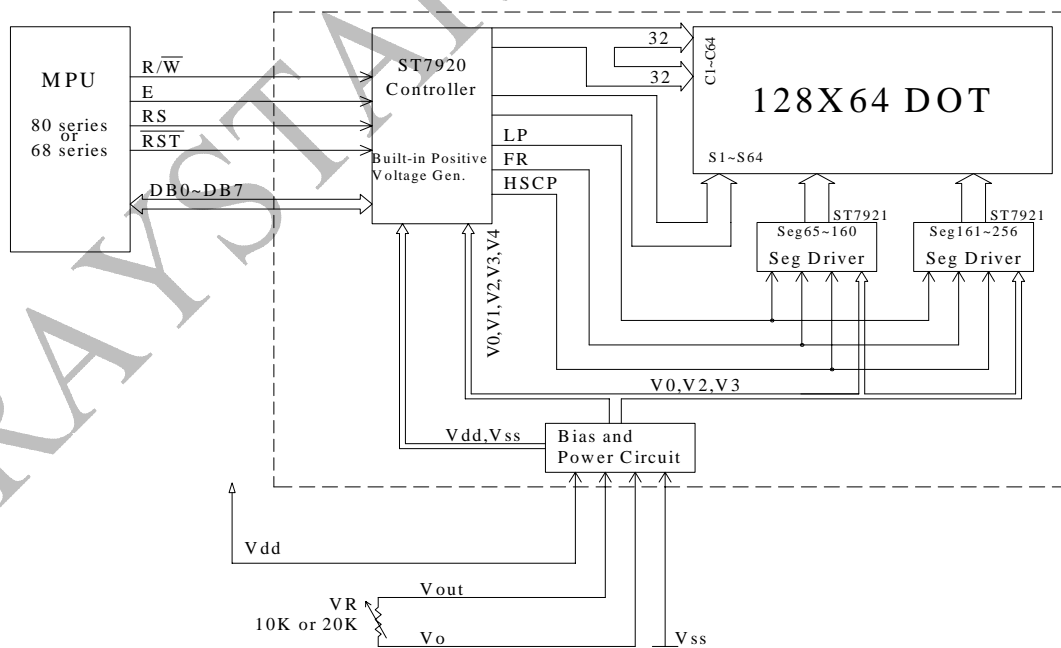 RAYSTAR
MPU
80 series
or
68 series
R/W̅
E
RS
R̅S̅T̅
DB0~DB7
ST7920
Controller
Built-in Positive
Voltage Gen.
32
32
C1~C64
128X64 DOT
S1~S64
LP
FR
HSCP
ST7921
Seg65~160
Seg Driver
ST7921
Seg161~256
Seg Driver
V0,V1,V2,V3,V4
V0,V2,V3
Vdd,Vss
Bias and
Power Circuit
Vdd
Vout
VR
10K or 20K
Vo
Vss